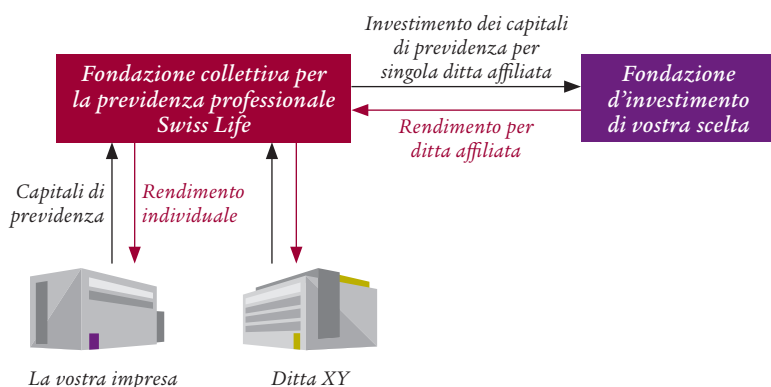 Investimento dei capitali
di previdenza per
singola ditta affiliata
Fondazione collettiva per
la previdenza professionale
Swiss Life
Fondazione
d'investimento
di vostra scelta
Rendimento per
ditta affiliata
Capitali di
previdenza
Rendimento
individuale
La vostra impresa
Ditta XY